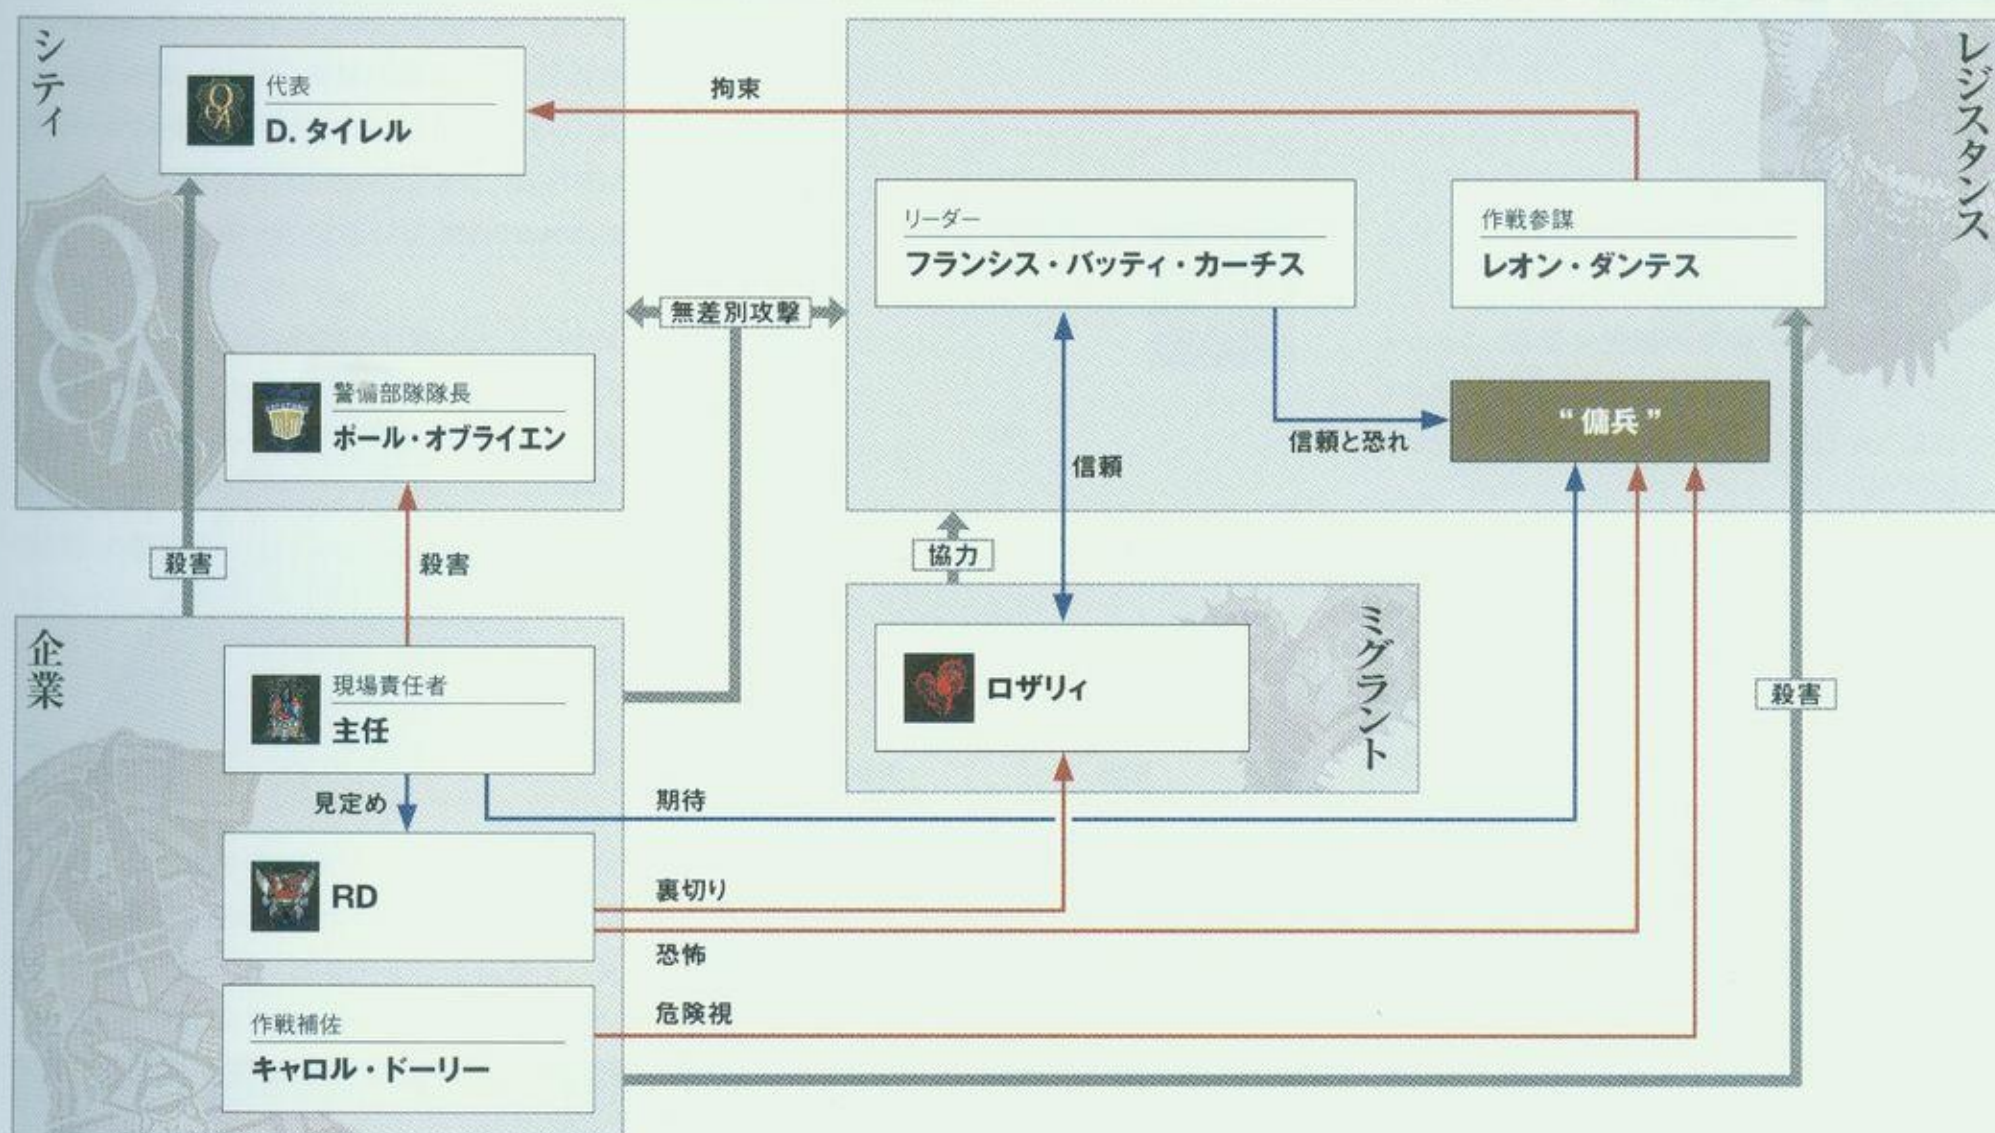 シティ
代表
D. タイレル
警備部隊隊長
ポール・オブライエン
殺害
殺害
拘束
無差別攻撃
レジスタンス
リーダー
フランシス・バッティ・カーチス
作戦参謀
レオン・ダンテス
信頼と恐れ
“傭兵”
信頼
協力
ミグラント
ロザリィ
殺害
企業
現場責任者
主任
見定め
期待
RD
裏切り
恐怖
作戦補佐
キャロル・ドーリー
危険視